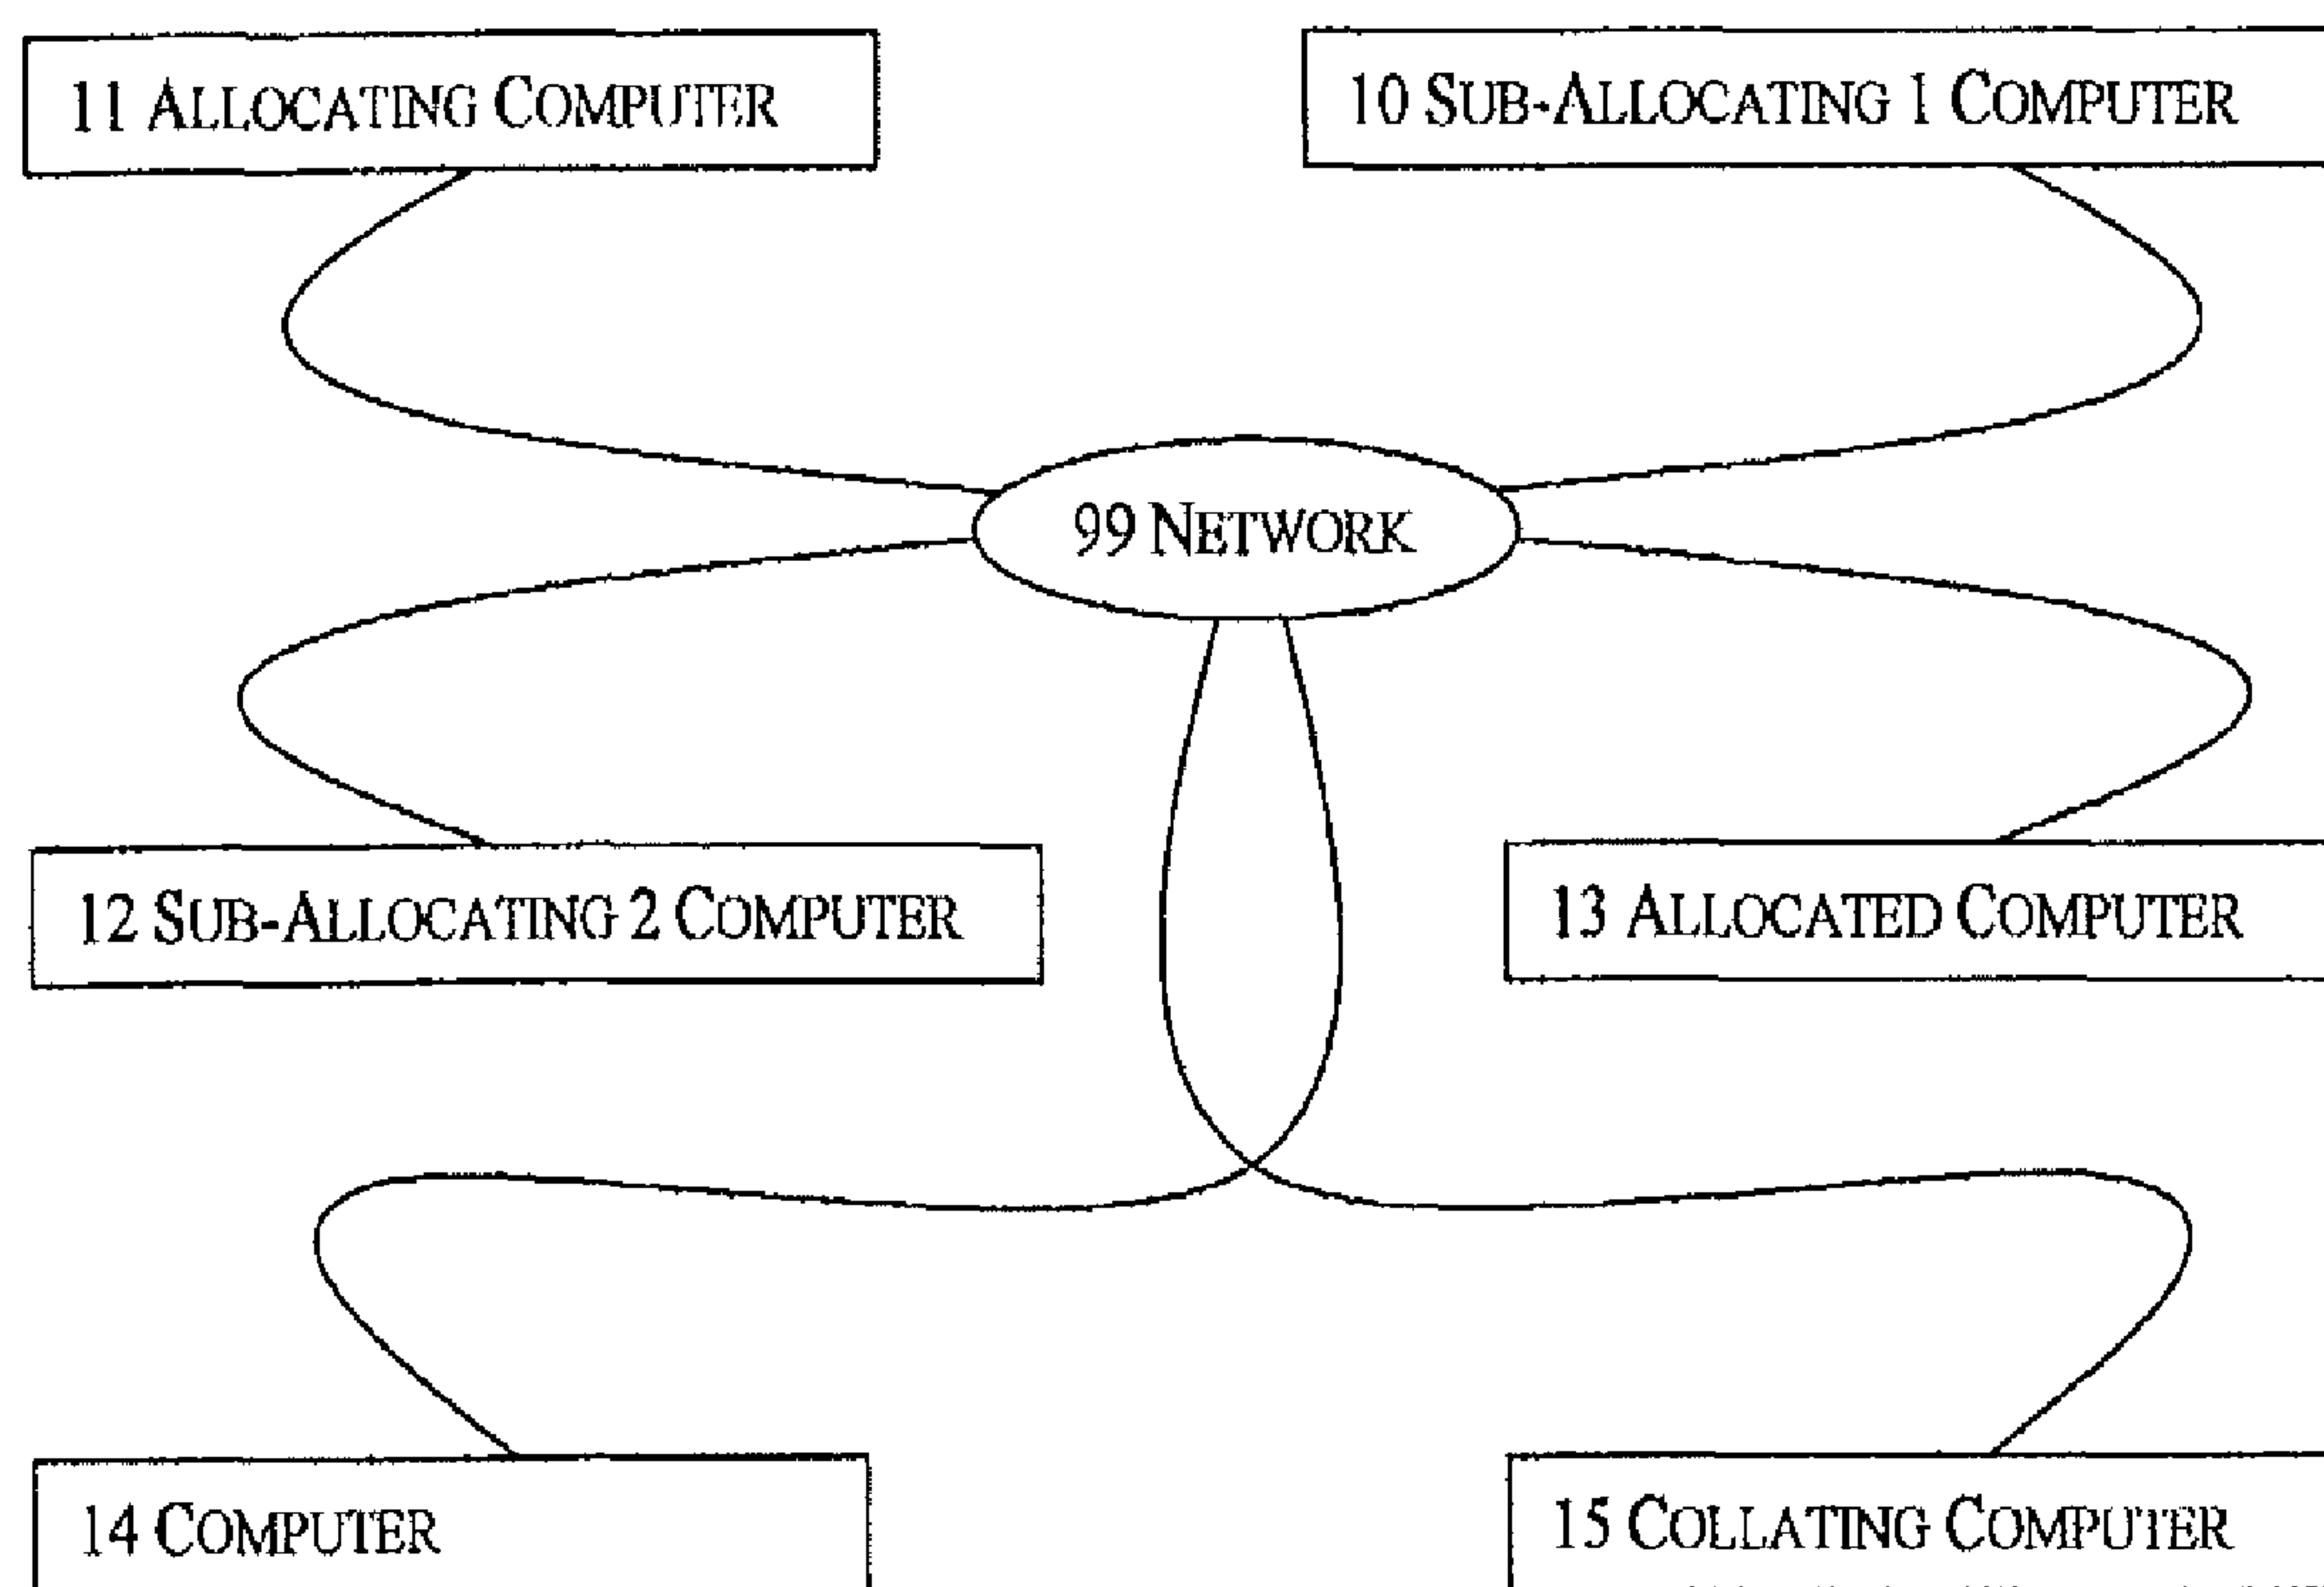 11 ALLOCATING COMPUTER
10 SUB-ALLOCATING 1 COMPUTER
99 NETWORK
12 SUB-ALLOCATING 2 COMPUTER
13 ALLOCATED COMPUTER
14 COMPUTER
15 COLLATING COMPUTER